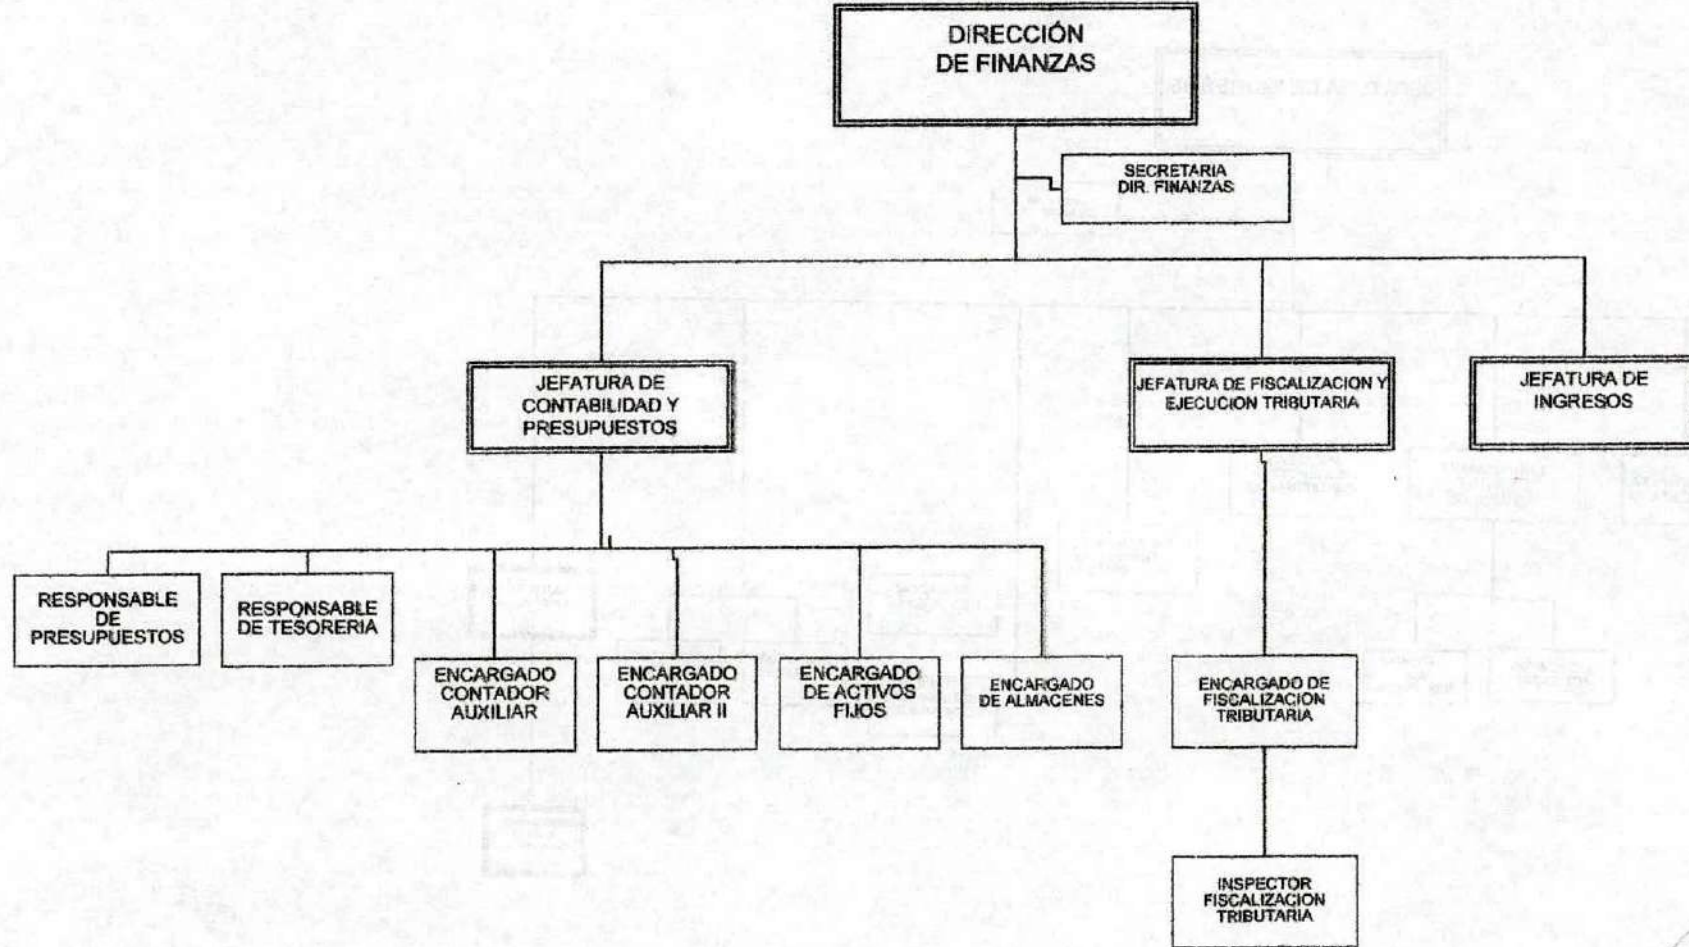 DIRECCIÓN
DE FINANZAS
SECRETARIA
DIR. FINANZAS
JEFATURA DE
CONTABILIDAD Y
PRESUPUESTOS
JEFATURA DE FISCALIZACION Y
EJECUCION TRIBUTARIA
JEFATURA DE
INGRESOS
RESPONSABLE
DE
PRESUPUESTOS
RESPONSABLE
DE TESORERIA
ENCARGADO
CONTADOR
AUXILIAR
ENCARGADO
CONTADOR
AUXILIAR II
ENCARGADO
DE ACTIVOS
FIJOS
ENCARGADO
DE ALMACENES
ENCARGADO DE
FISCALIZACION
TRIBUTARIA
INSPECTOR
FISCALIZACION
TRIBUTARIA